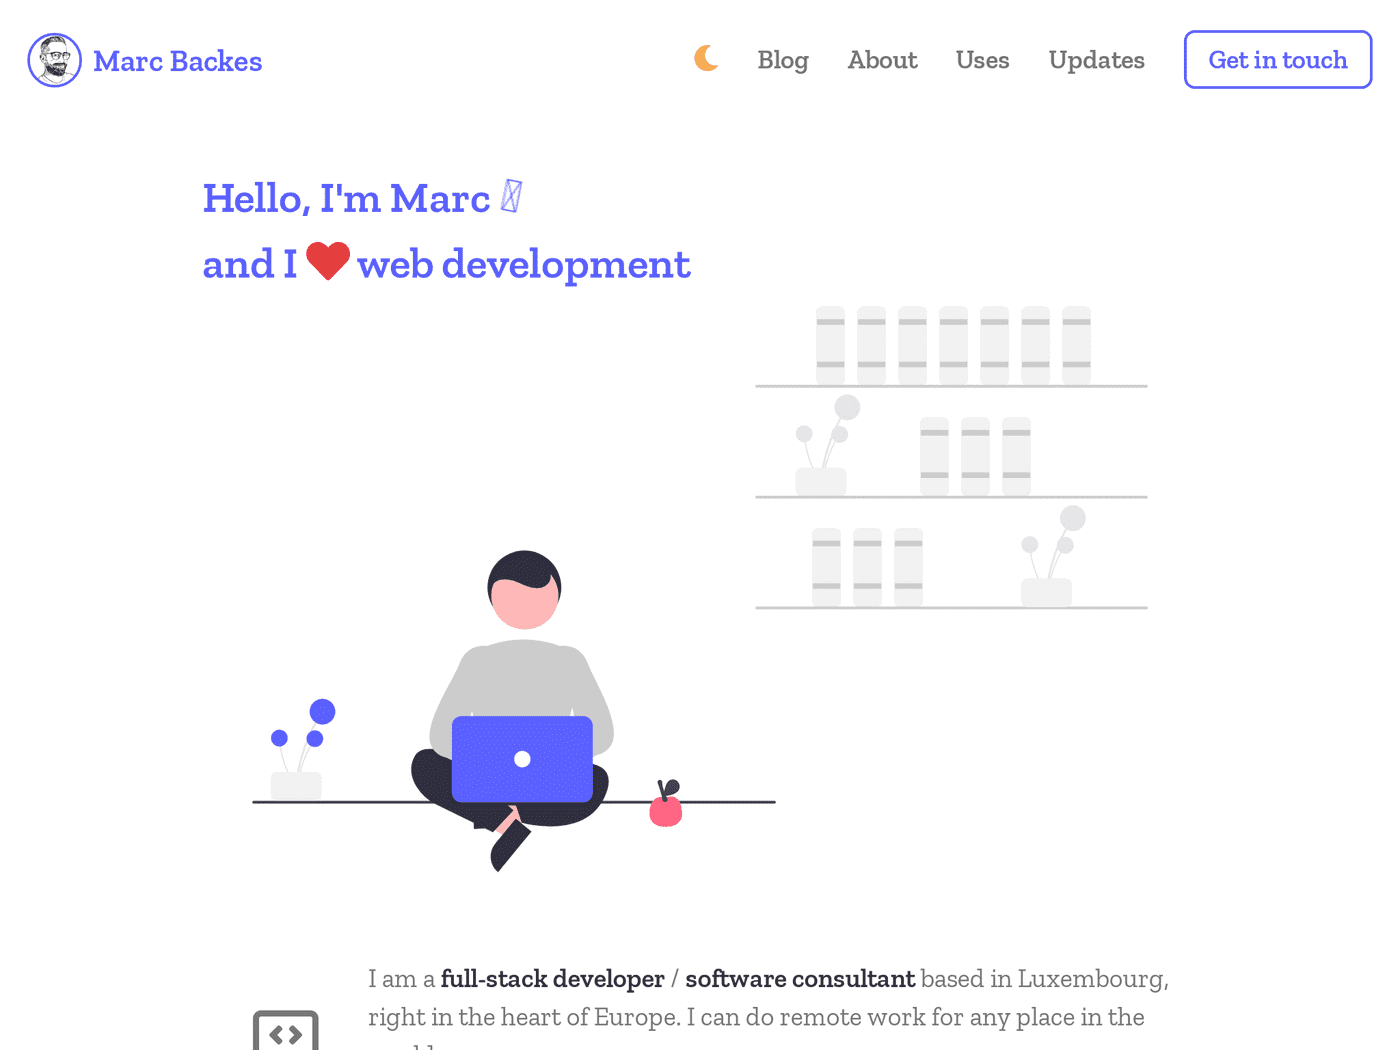 Marc Backes
Blog
About
Uses
Updates
Get in touch
Hello, I'm Marc
and I ❤ web development
I am a full-stack developer / software consultant based in Luxembourg,
right in the heart of Europe. I can do remote work for any place in the